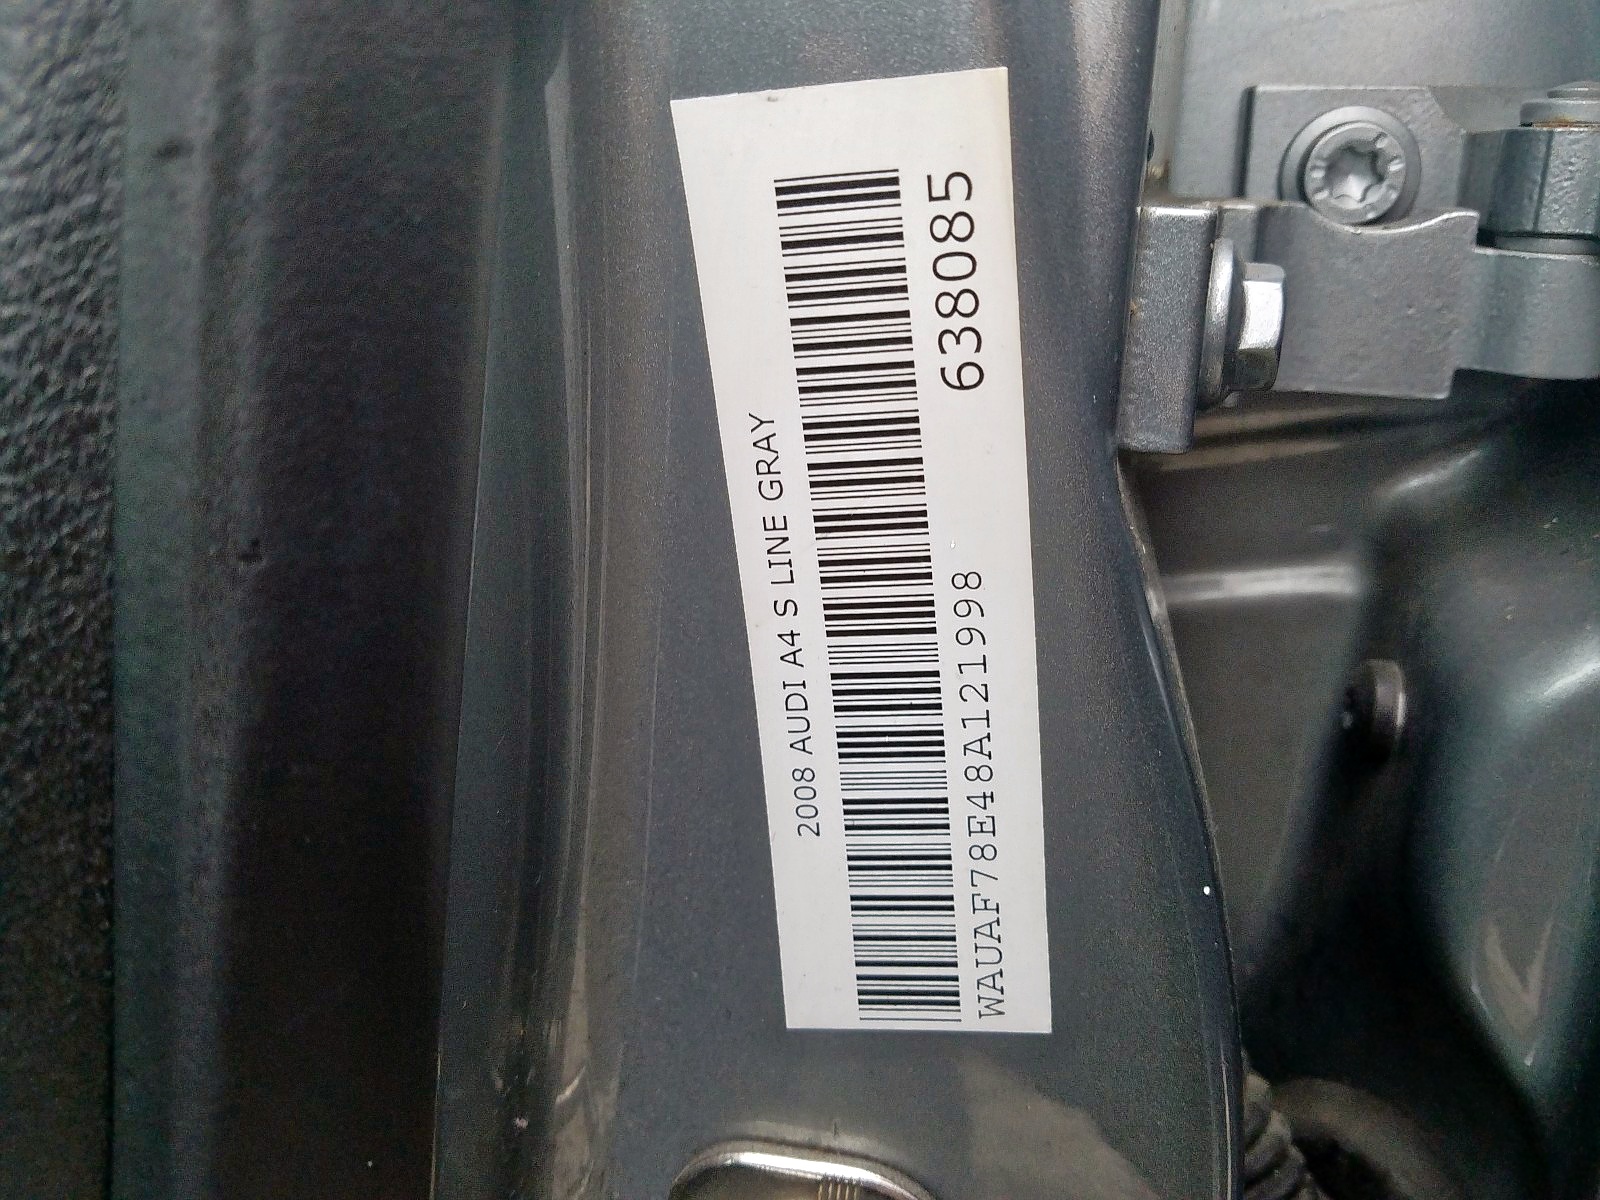 2008 AUDI A4 S LINE GRAY
WAUAF78E48A121998
638085